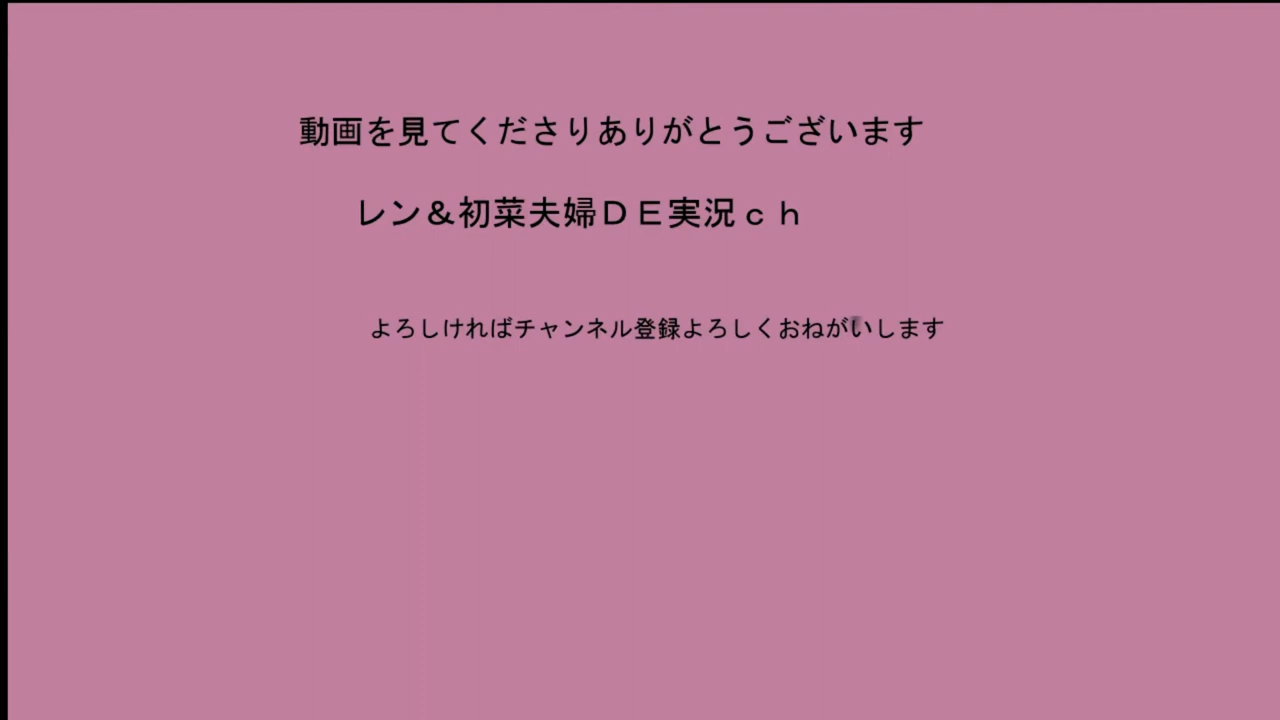 動画を見てくださりありがとうございます
レン＆初菜夫婦ＤＥ実況ｃｈ
よろしければチャンネル登録よろしくおねがいします